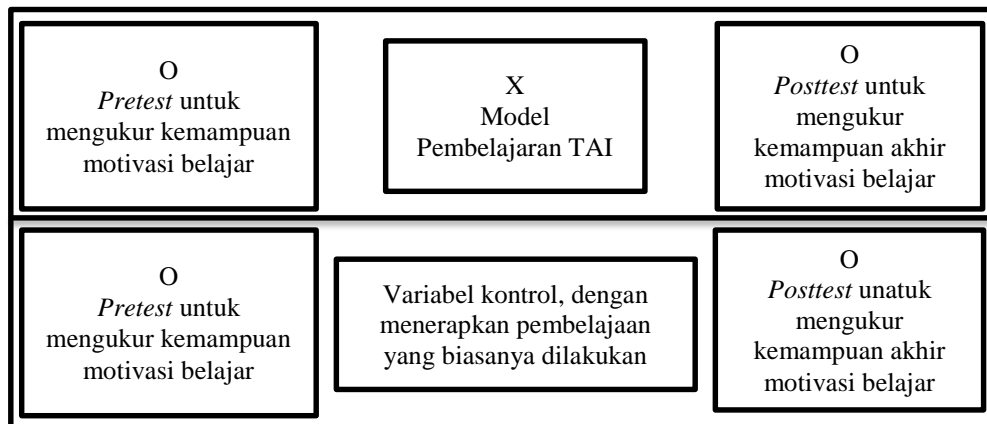 O
Pretest untuk
mengukur kemampuan
motivasi belajar
X
Model
Pembelajaran TAI
O
Posttest untuk
mengukur
kemampuan akhir
motivasi belajar
O
Pretest untuk
mengukur kemampuan
motivasi belajar
Variabel kontrol, dengan
menerapkan pembelajaan
yang biasanya dilakukan
O
Posttest unatuk
mengukur
kemampuan akhir
motivasi belajar